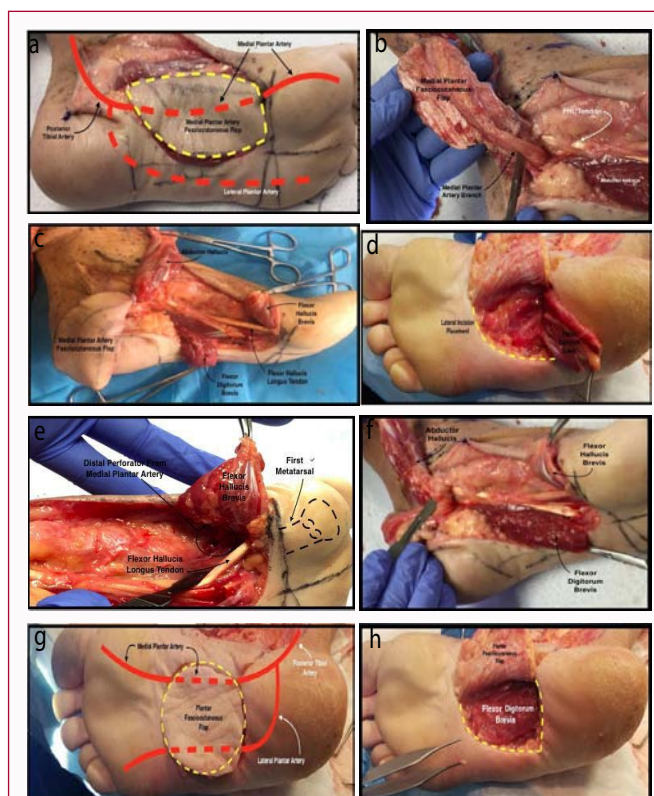 a
Medial Plantar Artery
Medial Plantar Artery
Fasciocutaneous Flap
Posterior
Tibial Artery
Lateral Plantar Artery
b
Medial Plantar
Fasciocutaneous
Flap
FHL Tendon
Medial Plantar
Artery Branch
c
Abductor Hallucis
Flexor
Hallucis
Brevis
Medial Plantar Artery
Fasciocutaneous Flap
Flexor Hallucis
Longus Tendon
Flexor
Digitorum
Brevis
d
Lateral Incision
Placement
e
Distal Perforator From
Medial Plantar Artery
Flexor
Hallucis
Brevis
First
Metatarsal
Flexor Hallucis
Longus Tendon
f
Abductor
Hallucis
Flexor
Hallucis
Brevis
Flexor
Digitorum
Brevis
g
Medial Plantar Artery
Posterior Tibial
Artery
Plantar
Fasciocutaneous
Flap
Lateral Plantar Artery
h
Plantar
Fasciocutaneous
Flap
Flexor Digitorum
Brevis